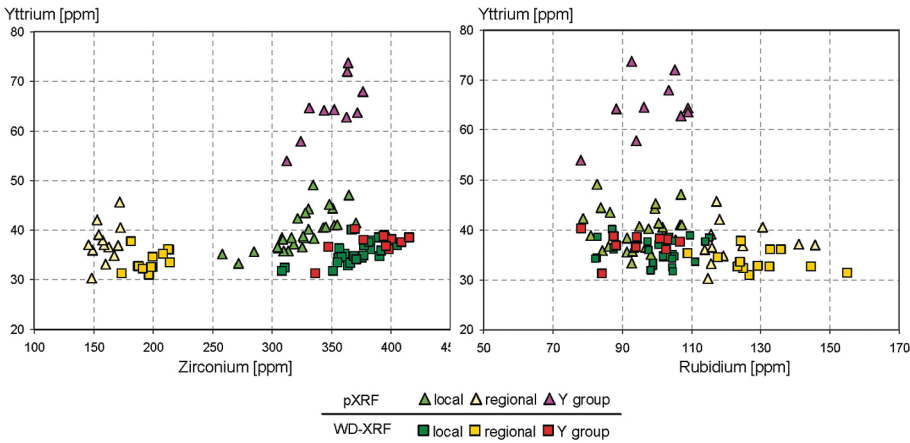 Yttrium [ppm]
80
70
60
50
40
30
20
100 150 200 250 300 350 400 45
Zirconium [ppm]
Yttrium [ppm]
80
70
60
50
40
30
20
50 70 90 110 130 150 170
Rubidium [ppm]
pXRF local regional Y group
WD-XRF local regional Y group